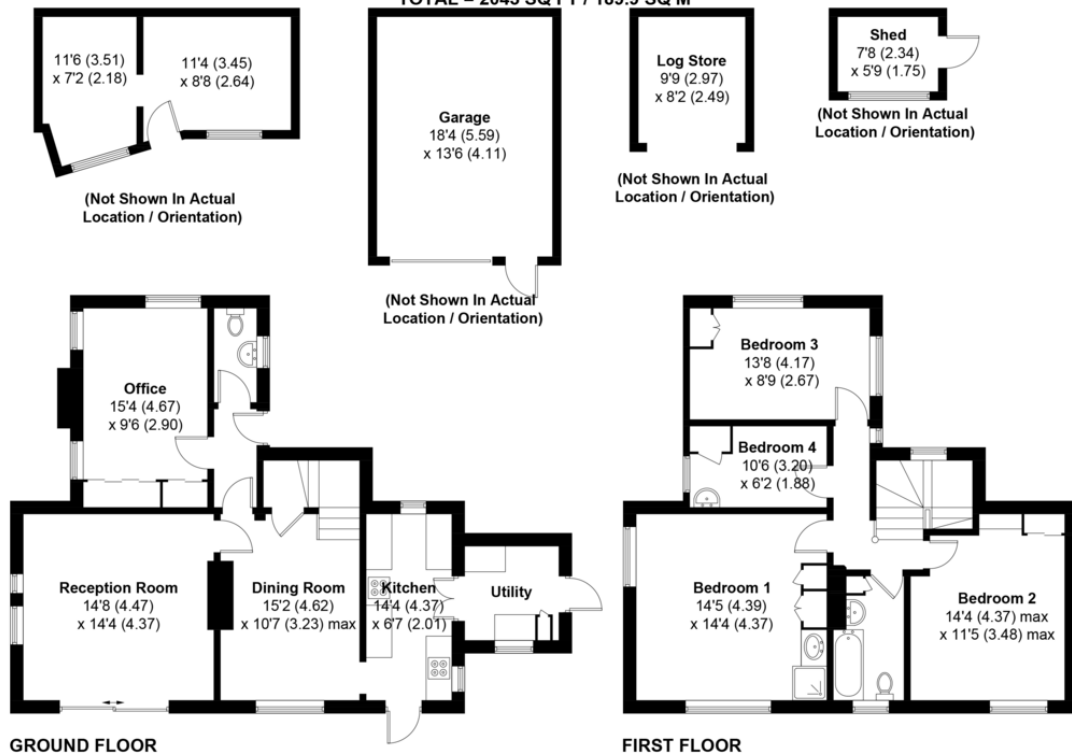 TOTAL = 2045 SQ FT / 189.9 SQ M
11'6 (3.51)
x 7'2 (2.18)
11'4 (3.45)
x 8'8 (2.64)
(Not Shown In Actual
Location / Orientation)
Garage
18'4 (5.59)
x 13'6 (4.11)
(Not Shown In Actual
Location / Orientation)
Log Store
9'9 (2.97)
x 8'2 (2.49)
(Not Shown In Actual
Location / Orientation)
Shed
7'8 (2.34)
x 5'9 (1.75)
(Not Shown In Actual
Location / Orientation)
Office
15'4 (4.67)
x 9'6 (2.90)
Reception Room
14'8 (4.47)
x 14'4 (4.37)
Dining Room
15'2 (4.62)
x 10'7 (3.23) max
Kitchen
14'4 (4.37)
x 6'7 (2.01)
Utility
GROUND FLOOR
Bedroom 3
13'8 (4.17)
x 8'9 (2.67)
Bedroom 4
10'6 (3.20)
x 6'2 (1.88)
Bedroom 1
14'5 (4.39)
x 14'4 (4.37)
Bedroom 2
14'4 (4.37) max
x 11'5 (3.48) max
FIRST FLOOR